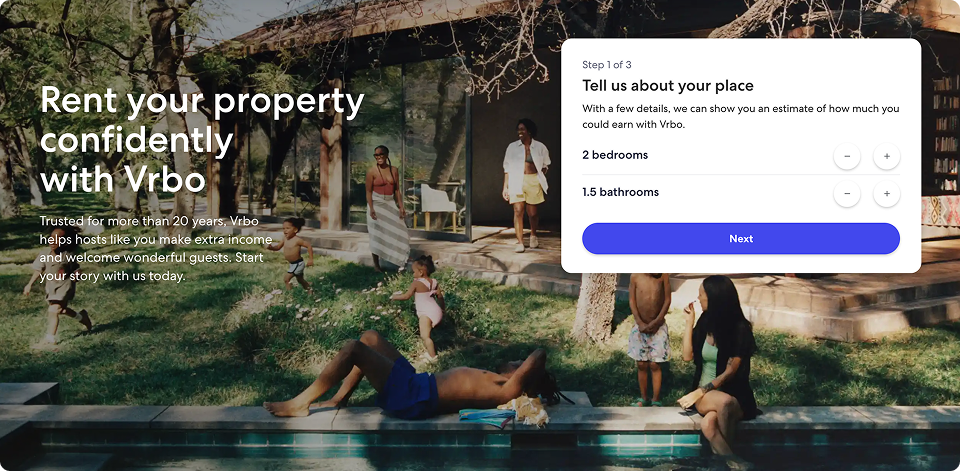 Rent your property
confidently
with Vrbo
Trusted for more than 20 years, Vrbo
helps hosts like you make extra income
and welcome wonderful guests. Start
your story with us today.
Step 1 of 3
Tell us about your place
With a few details, we can show you an estimate of how much you
could earn with Vrbo.
2 bedrooms
1.5 bathrooms
Next